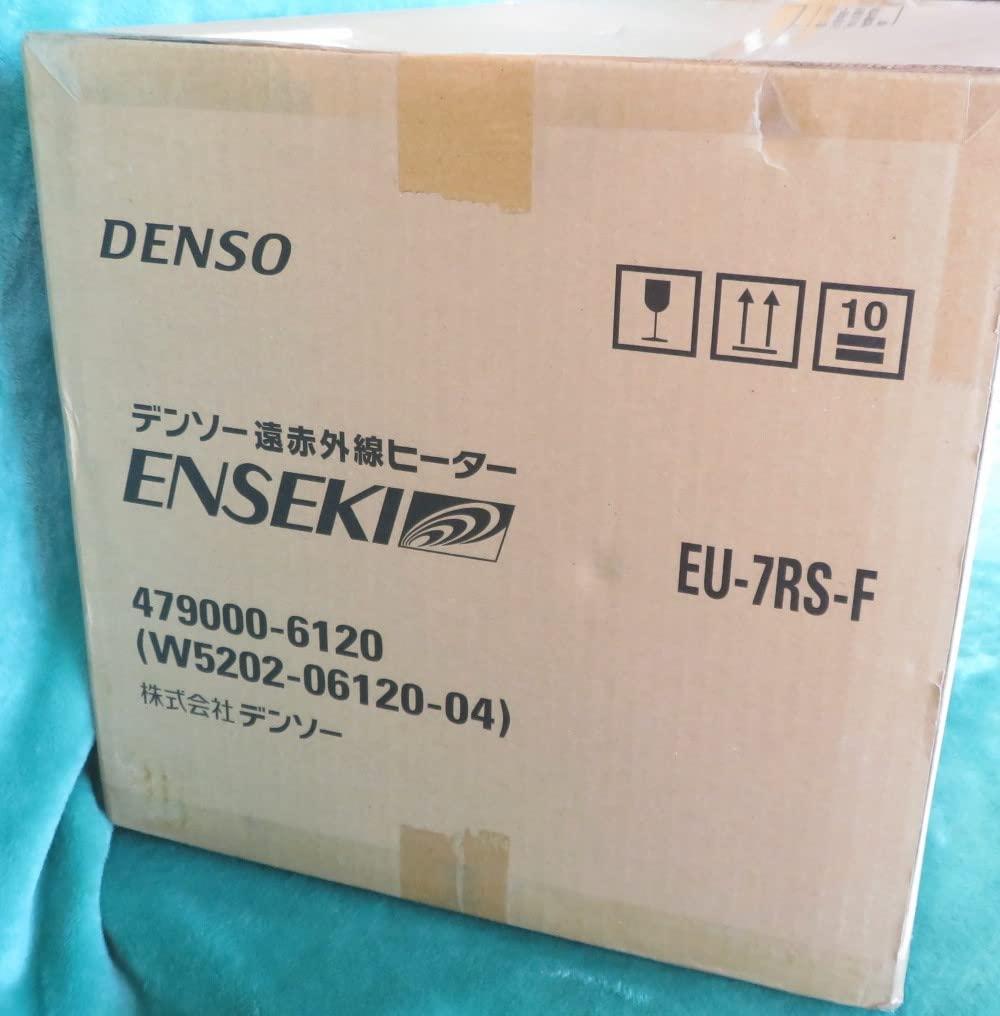 DENSO
10
デンソー遠赤外線ヒーター
ENSEKI
EU-7RS-F
479000-6120
(W5202-06120-04)
株式会社デンソー